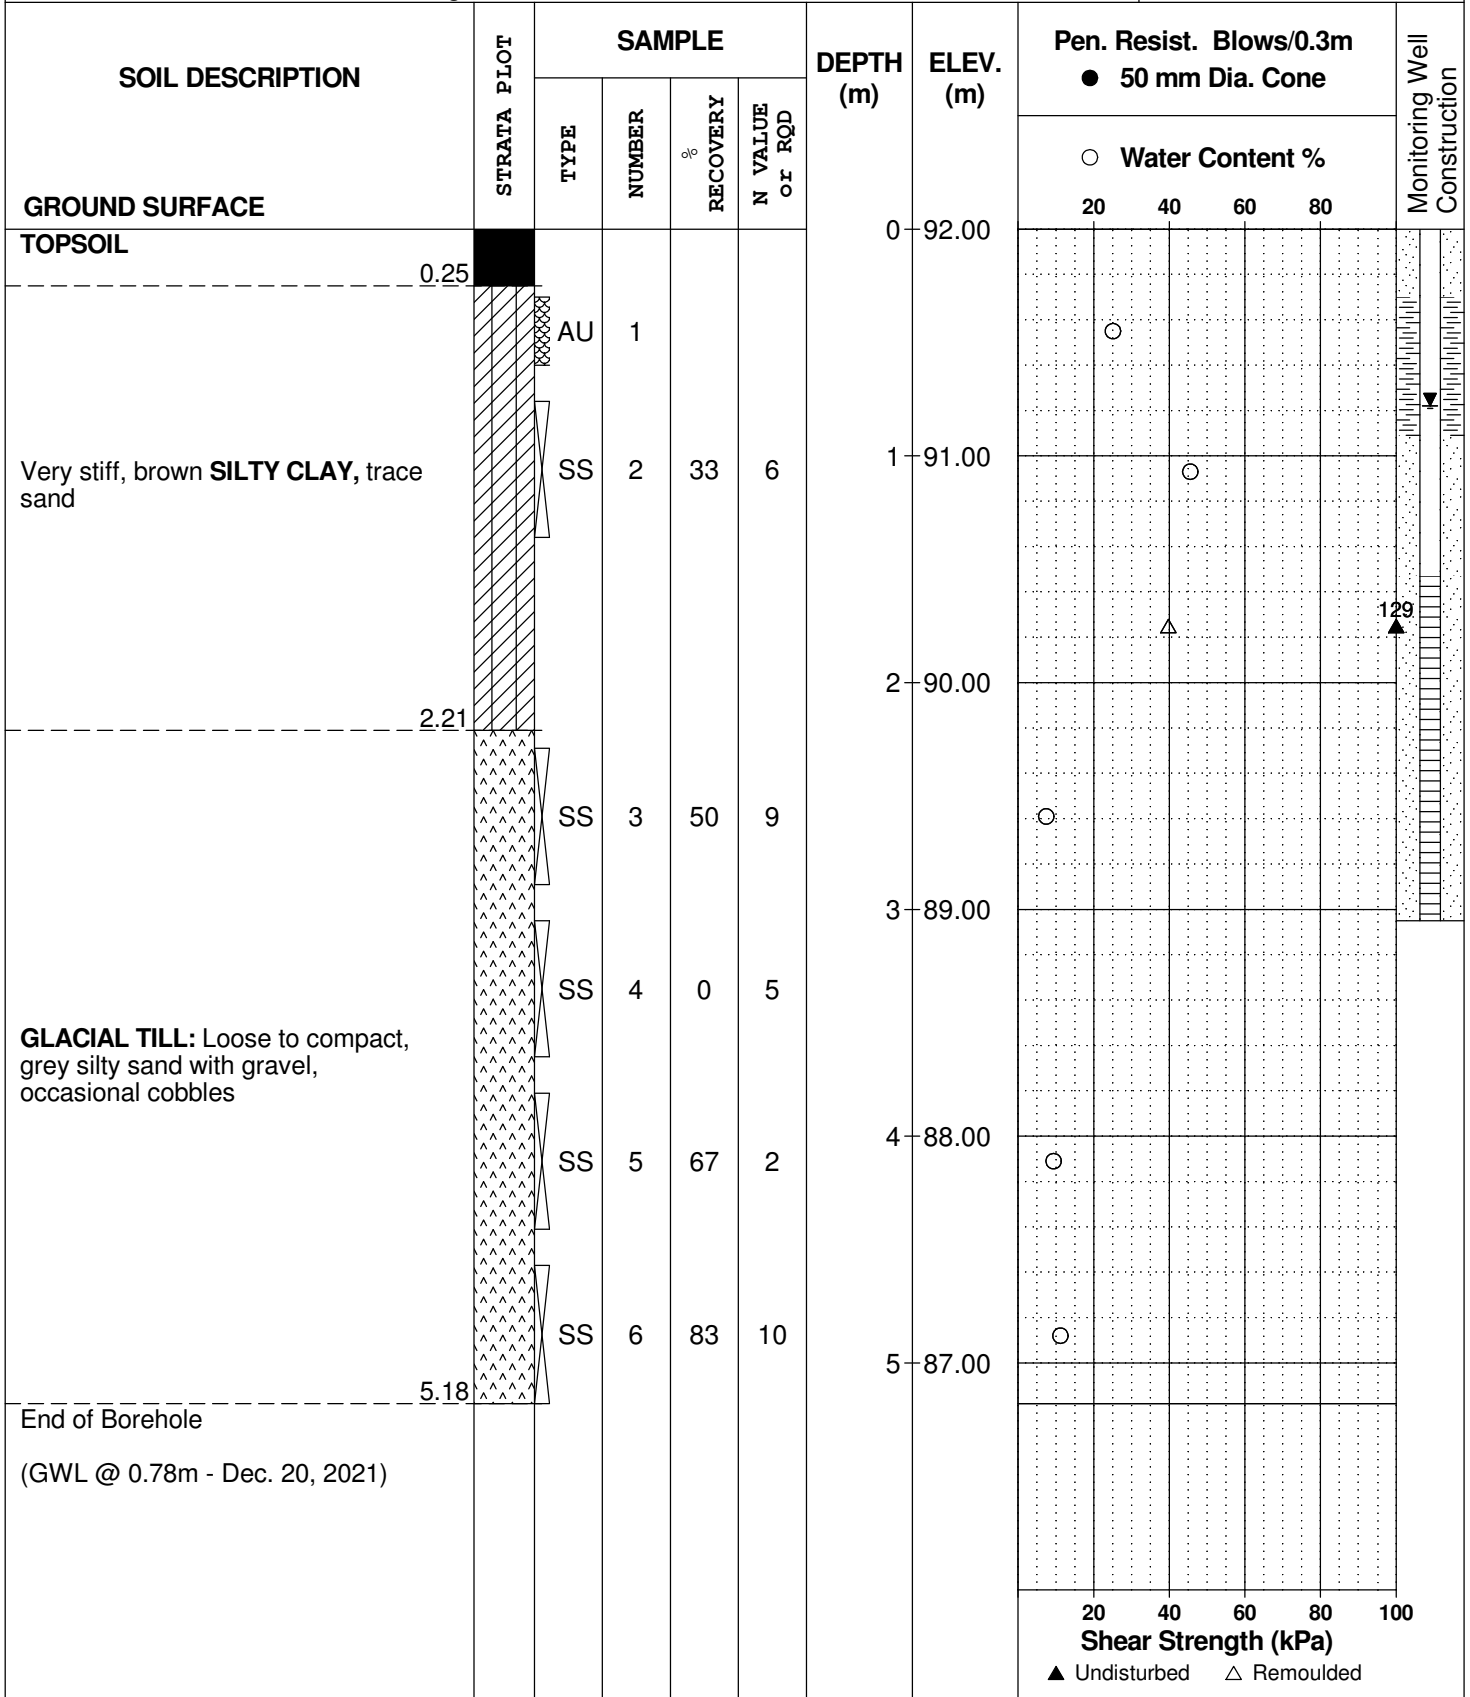 SOIL DESCRIPTION
GROUND SURFACE
STRATA PLOT
SAMPLE
TYPE
NUMBER
%
RECOVERY
N VALUE
or RQD
DEPTH
(m)
ELEV.
(m)
Pen. Resist. Blows/0.3m
● 50 mm Dia. Cone
○ Water Content %
20 40 60 80
Monitoring Well
Construction
0 92.00
TOPSOIL
0.25
AU 1
1 91.00
Very stiff, brown SILTY CLAY, trace
sand
SS 2 33 6
129
2 90.00
2.21
SS 3 50 9
3 89.00
SS 4 0 5
GLACIAL TILL: Loose to compact,
grey silty sand with gravel,
occasional cobbles
4 88.00
SS 5 67 2
SS 6 83 10
5 87.00
5.18
End of Borehole
(GWL @ 0.78m - Dec. 20, 2021)
20 40 60 80 100
Shear Strength (kPa)
▲ Undisturbed △ Remoulded